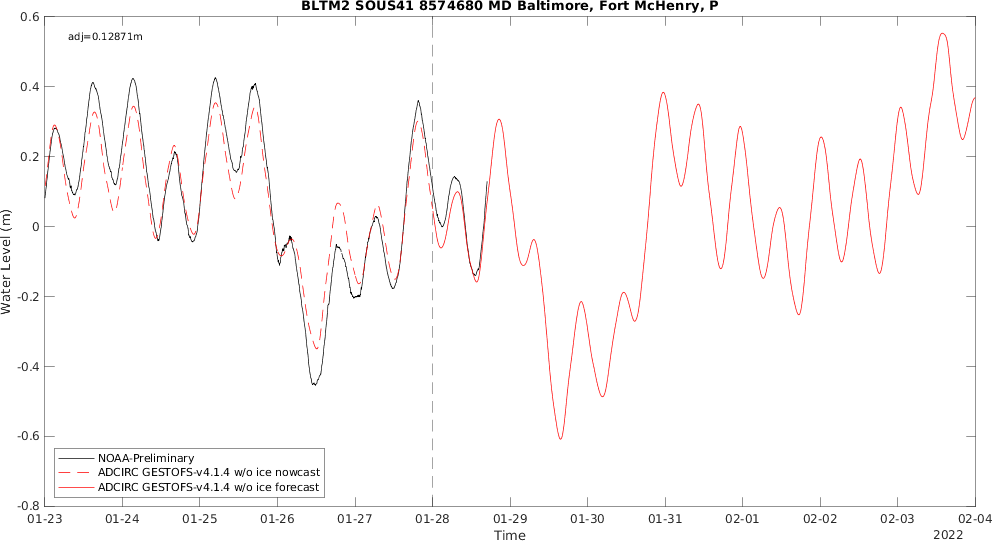 BLTM2 SOUS41 8574680 MD Baltimore, Fort McHenry, P
adj=0.12871m
0.6
0.4
0.2
0
-0.2
-0.4
-0.6
-0.8
Water Level (m)
NOAA-Preliminary
ADCIRC GESTOFS-v4.1.4 w/o ice nowcast
ADCIRC GESTOFS-v4.1.4 w/o ice forecast
01-23 01-24 01-25 01-26 01-27 01-28 01-29 01-30 01-31 02-01 02-02 02-03 02-04
Time
2022